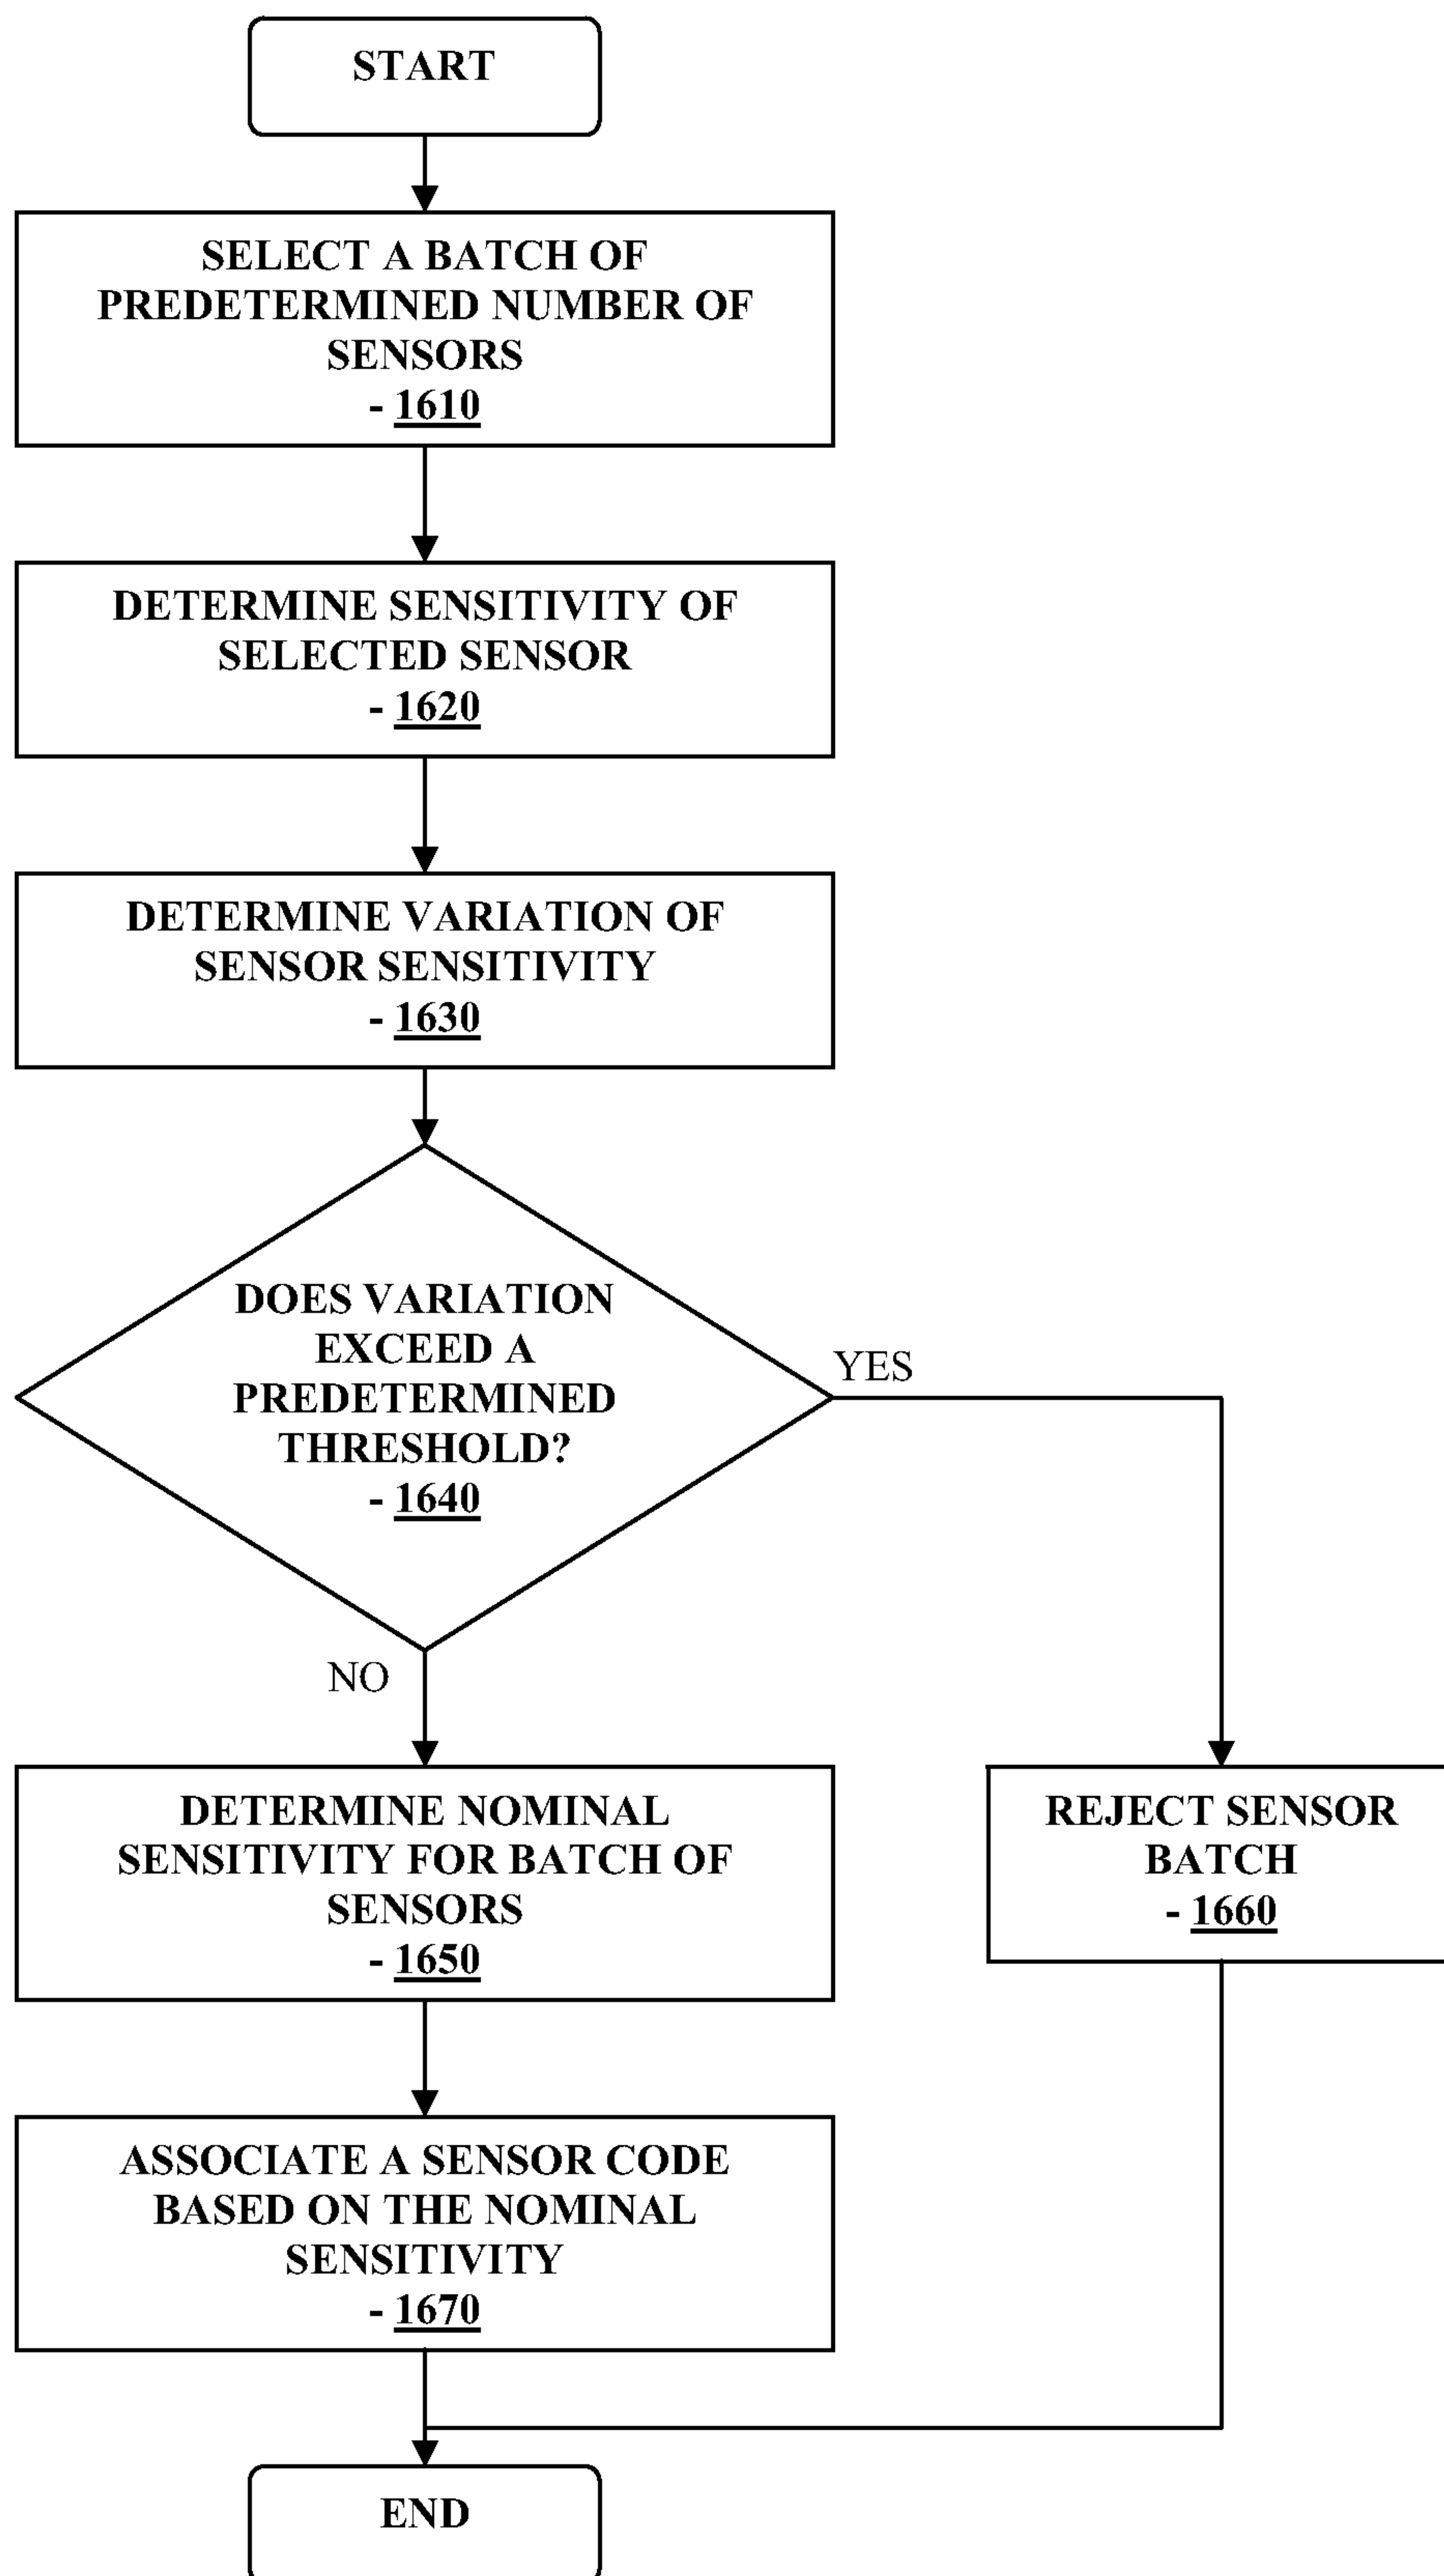 START
SELECT A BATCH OF
PREDETERMINED NUMBER OF
SENSORS
- 1610
DETERMINE SENSITIVITY OF
SELECTED SENSOR
- 1620
DETERMINE VARIATION OF
SENSOR SENSITIVITY
- 1630
DOES VARIATION
EXCEED A
PREDETERMINED
THRESHOLD?
- 1640
YES
NO
DETERMINE NOMINAL
SENSITIVITY FOR BATCH OF
SENSORS
- 1650
REJECT SENSOR
BATCH
- 1660
ASSOCIATE A SENSOR CODE
BASED ON THE NOMINAL
SENSITIVITY
- 1670
END